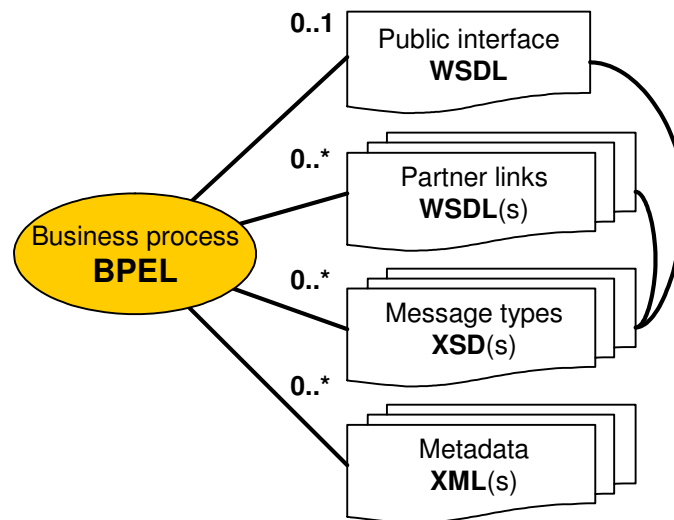 0..1
Public interface
WSDL
0..*
Partner links
WSDL(s)
Business process
BPEL
0..*
Message types
XSD(s)
0..*
Metadata
XML(s)